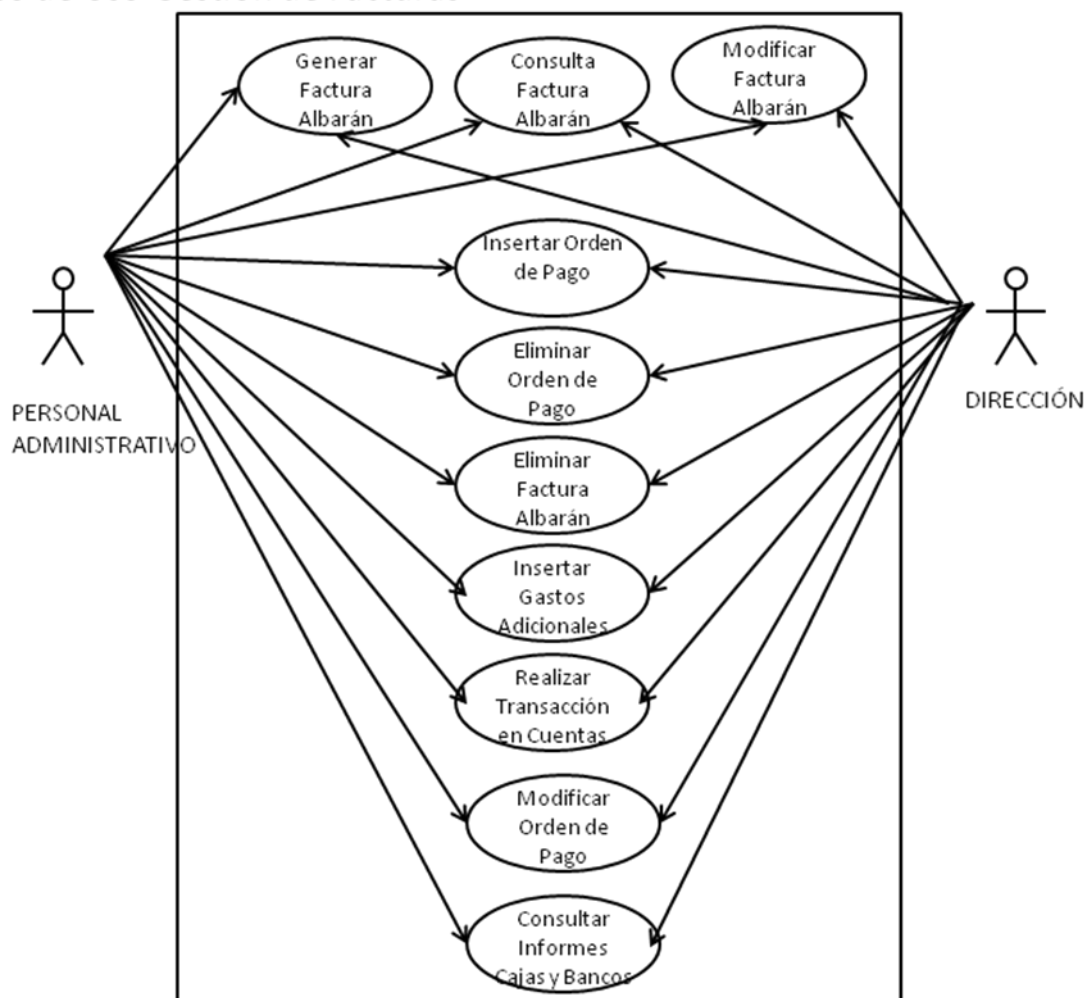 Generar
Factura
Albarán
Consulta
Factura
Albarán
Modificar
Factura
Albarán
Insertar Orden
de Pago
Eliminar
Orden de
Pago
PERSONAL
ADMINISTRATIVO
DIRECCIÓN
Eliminar
Factura
Albarán
Insertar
Gastos
Adicionales
Realizar
Transacción
en Cuentas
Modificar
Orden de
Pago
Consultar
Informes
Cajas y Bancos